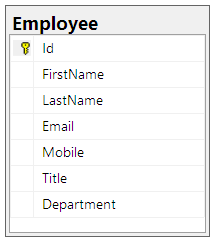 Employee
Id
FirstName
LastName
Email
Mobile
Title
Department